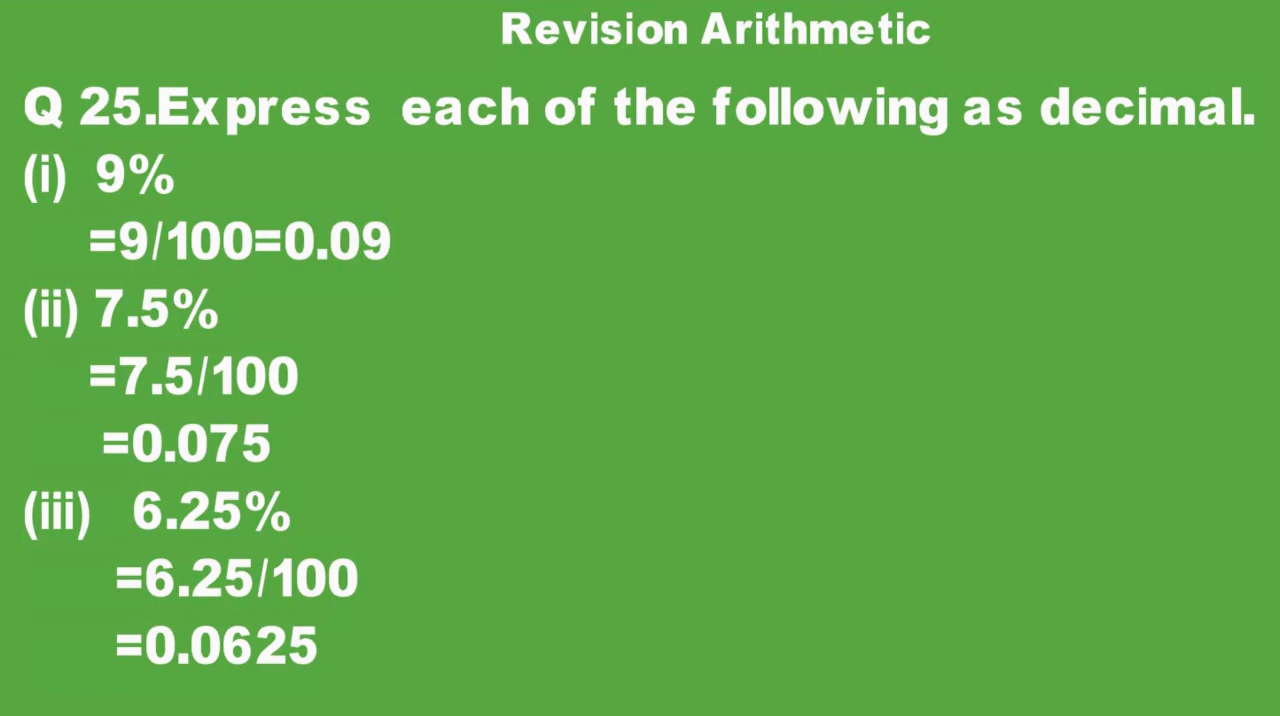 Revision Arithmetic
Q 25.Express each of the following as decimal.
(i) 9%
=9/100=0.09
(ii) 7.5%
=7.5/100
=0.075
(iii) 6.25%
=6.25/100
=0.0625